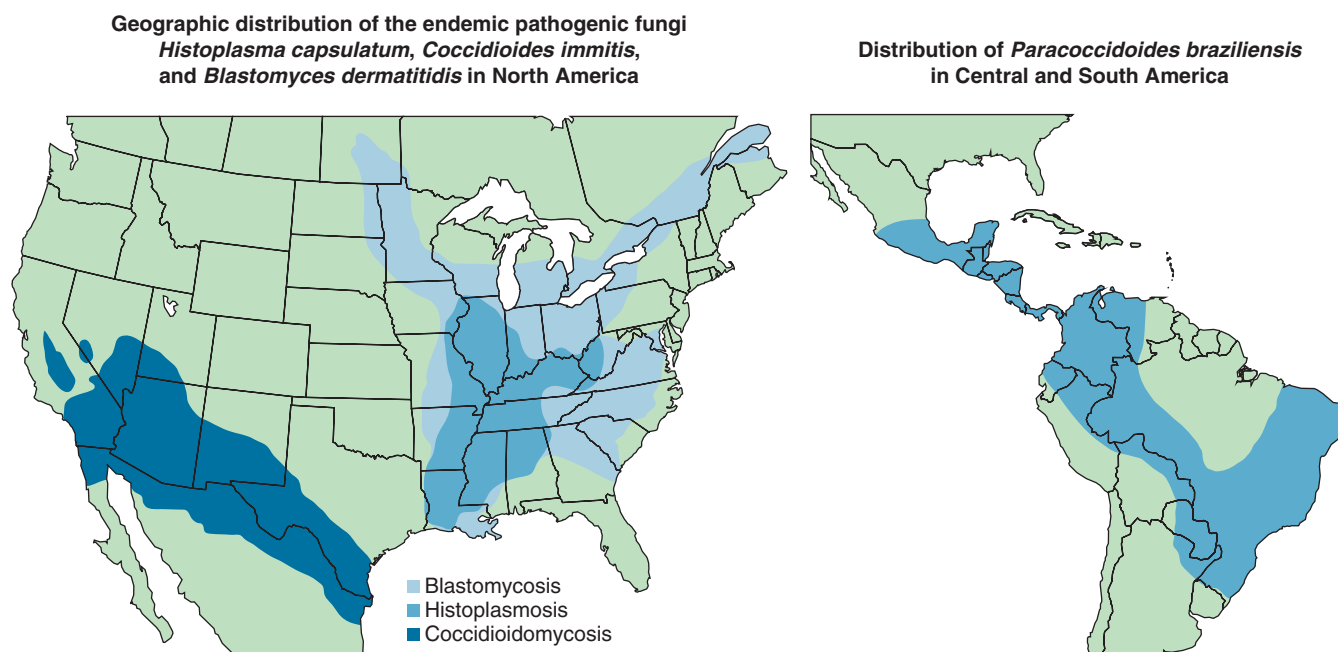 Geographic distribution of the endemic pathogenic fungi
Histoplasma capsulatum, Coccidioides immitis,
and Blastomyces dermatitidis in North America
Distribution of Paracoccidoides braziliensis
in Central and South America
Blastomycosis
Histoplasmosis
Coccidioidomycosis